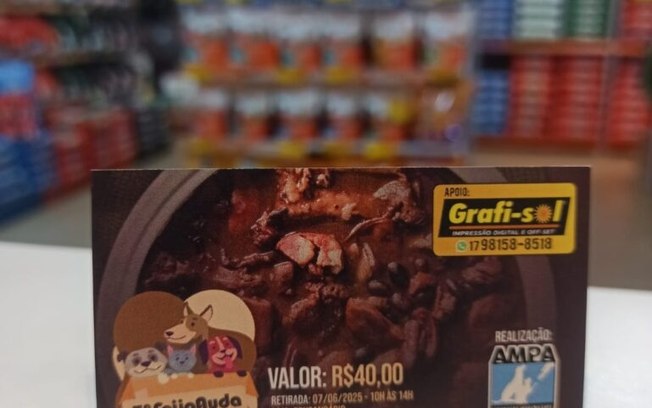 APOIO:
Grafi-sol
IMPRESSÃO DIGITAL E OFF-SET
17 98158-8518
REALIZAÇÃO:
AMPA
VALOR: R$40,00
RETIRADA: 07/06/2025 - 10H ÀS 14H
FeijoAuda